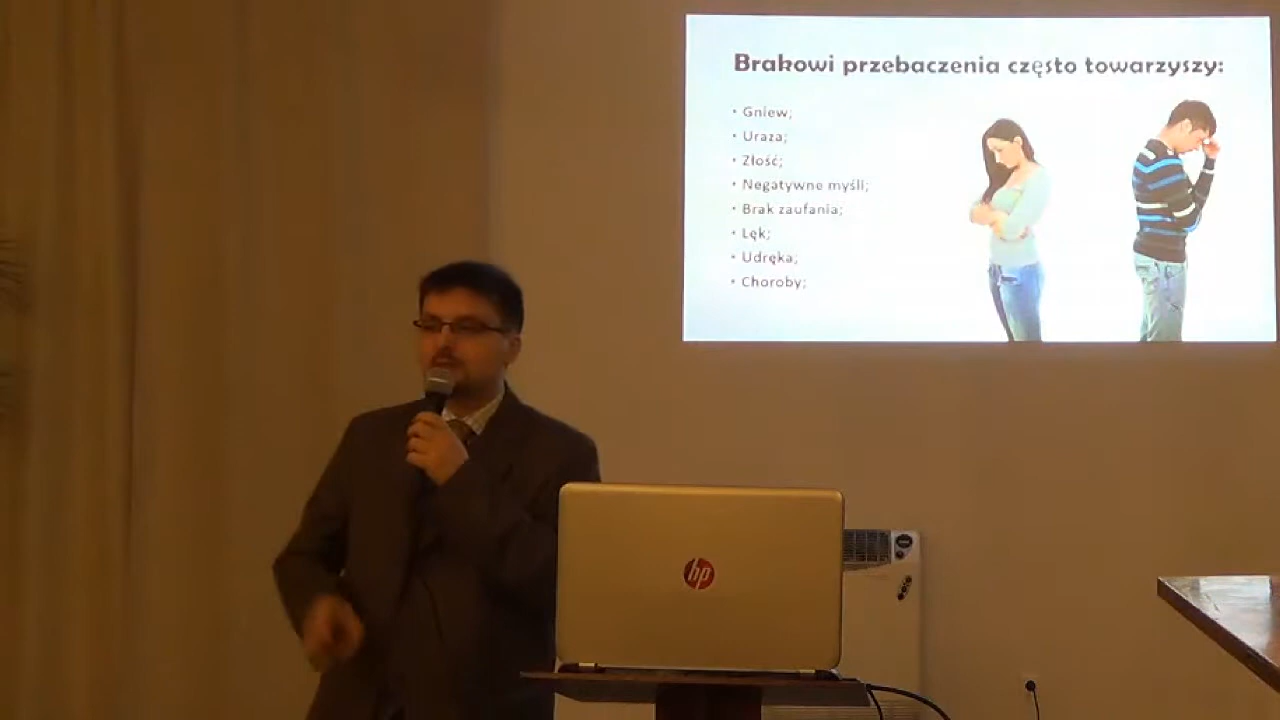 Brakowi przebaczenia często towarzyszy:
• Gniew;
• Uraza;
• Złość;
• Negatywne myśli;
• Brak zaufania;
• Lęk;
• Udręka;
• Choroby;
hp